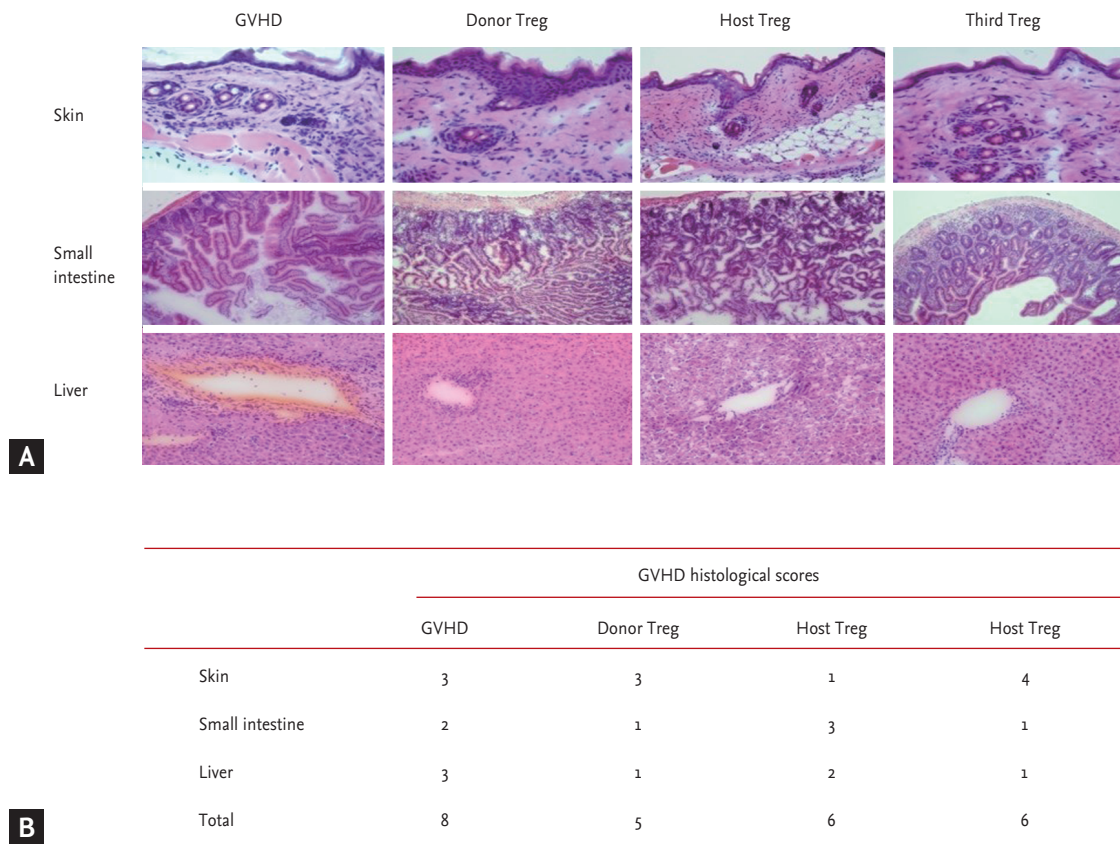 GVHD Donor Treg Host Treg Third Treg
Skin
Small
intestine
Liver
A
GVHD histological scores
GVHD Donor Treg Host Treg Host Treg
Skin 3 3 1 4
Small intestine 2 1 3 1
Liver 3 1 2 1
Total 8 5 6 6
B